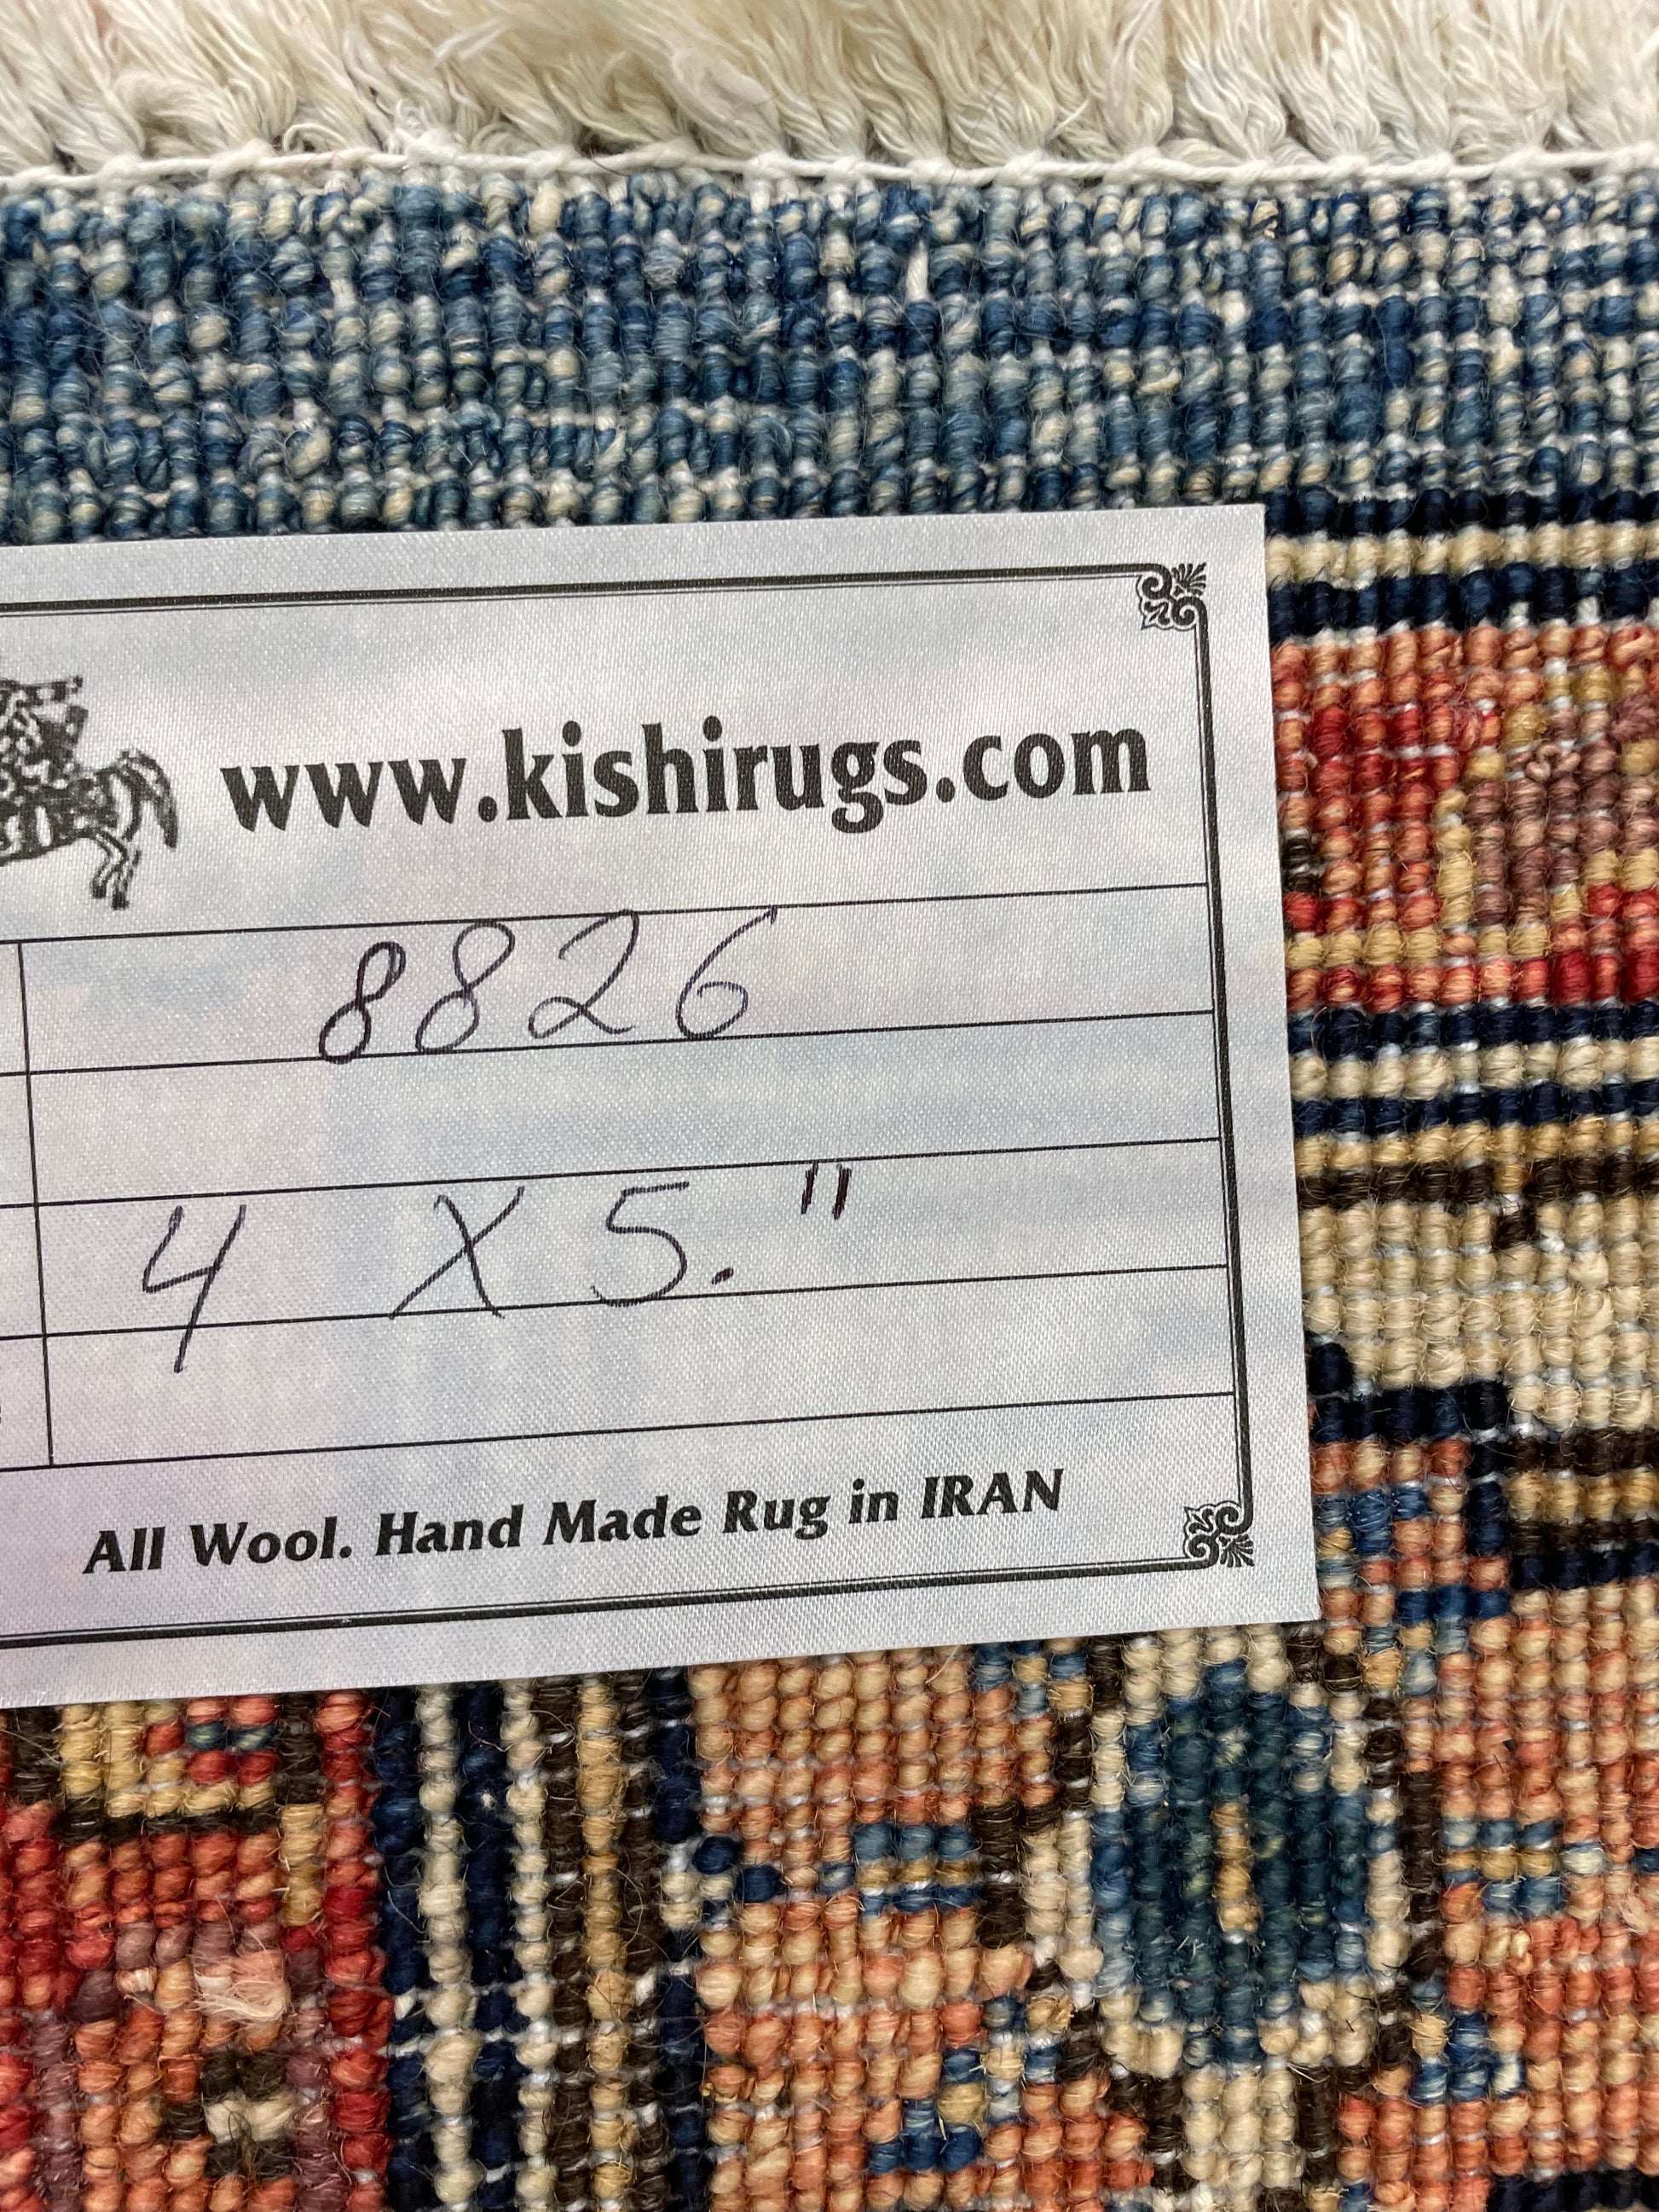 www.kishirugs.com
8826
4 X 5."
All Wool. Hand Made Rug in IRAN